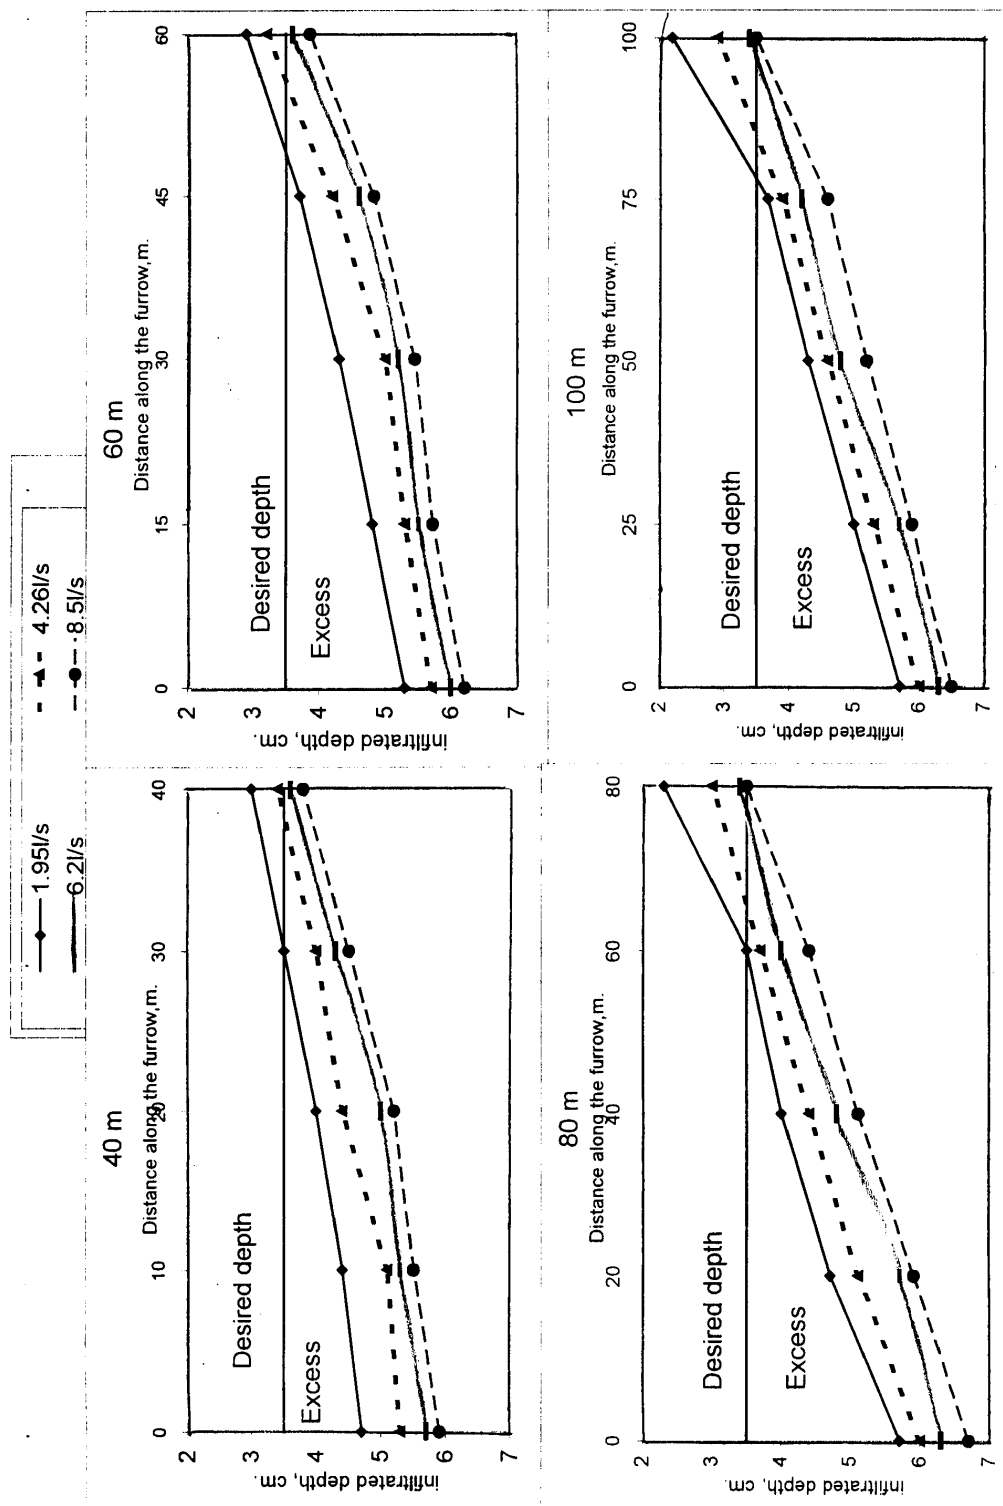 1.95l/s
4.26l/s
6.2l/s
8.5l/s
40 m
Distance along the furrow,m.
0
10
20
30
40
2
3
4
5
6
7
infiltrated depth, cm.
Desired depth
Excess
60 m
Distance along the furrow,m.
0
15
30
45
60
2
3
4
5
6
7
infiltrated depth, cm.
Desired depth
Excess
80 m
Distance along the furrow,m.
0
20
40
60
80
2
3
4
5
6
7
infiltrated depth, cm.
Desired depth
Excess
100 m
Distance along the furrow,m.
0
25
50
75
100
2
3
4
5
6
7
infiltrated depth, cm.
Desired depth
Excess